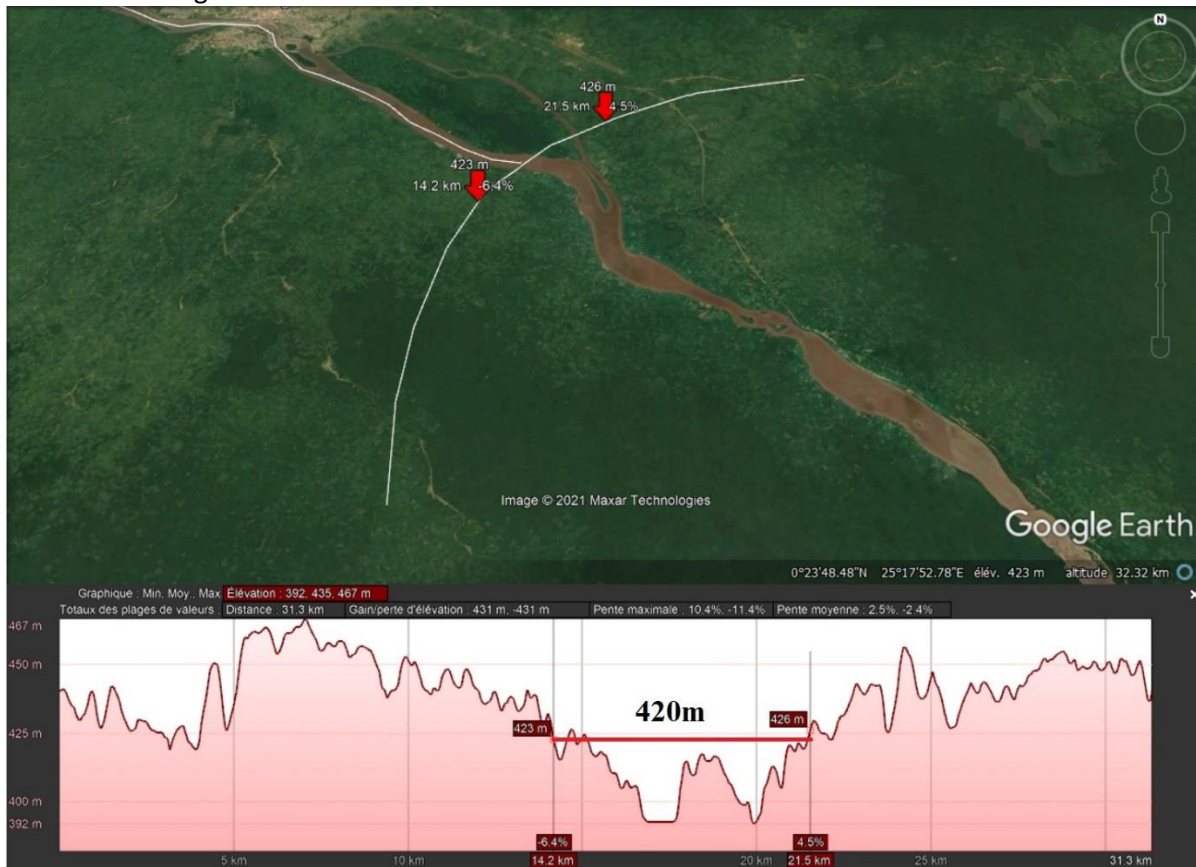 N
426 m
21.5 km 4.5%
423 m
14.2 km -6.4%
Image © 2021 Maxar Technologies
Google Earth
0°23'48.48"N 25°17'52.78"E élév. 423 m altitude 32.32 km
Graphique : Min, Moy., Max Élévation : 392, 435, 467 m
Totaux des plages de valeurs : Distance : 31,3 km Gain/perte d'élévation : 431 m, -431 m Pente maximale : 10.4%, -11.4% Pente moyenne : 2.5%, -2.4%
467 m
450 m
425 m
400 m
392 m
423 m
420m
426 m
-6.4%
4.5%
5 km 10 km 14.2 km 20 km 21.5 km 25 km 31.3 km